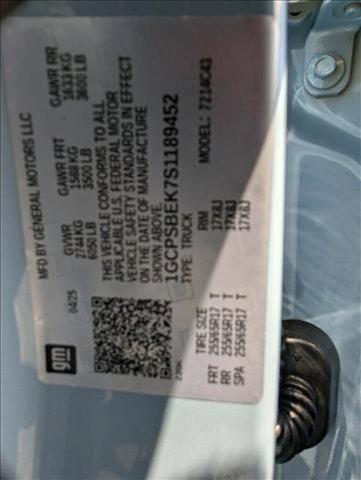 MFD BY GENERAL MOTORS LLC
gm
04/25
GVWR GAWR FRT GAWR RR
2744 KG 1588 KG 1633 KG
6050 LB 3500 LB 3600 LB
THIS VEHICLE CONFORMS TO ALL
APPLICABLE U.S. FEDERAL MOTOR
VEHICLE SAFETY STANDARDS IN EFFECT
ON THE DATE OF MANUFACTURE
SHOWN ABOVE.
1GCPSBEK7S1189452
TYPE: TRUCK MODEL: 7214C43
TIRE SIZE RIM
FRT 255/65R17 T 17X8J
RR 255/65R17 T 17X8J
SPA 255/65R17 T 17X8J